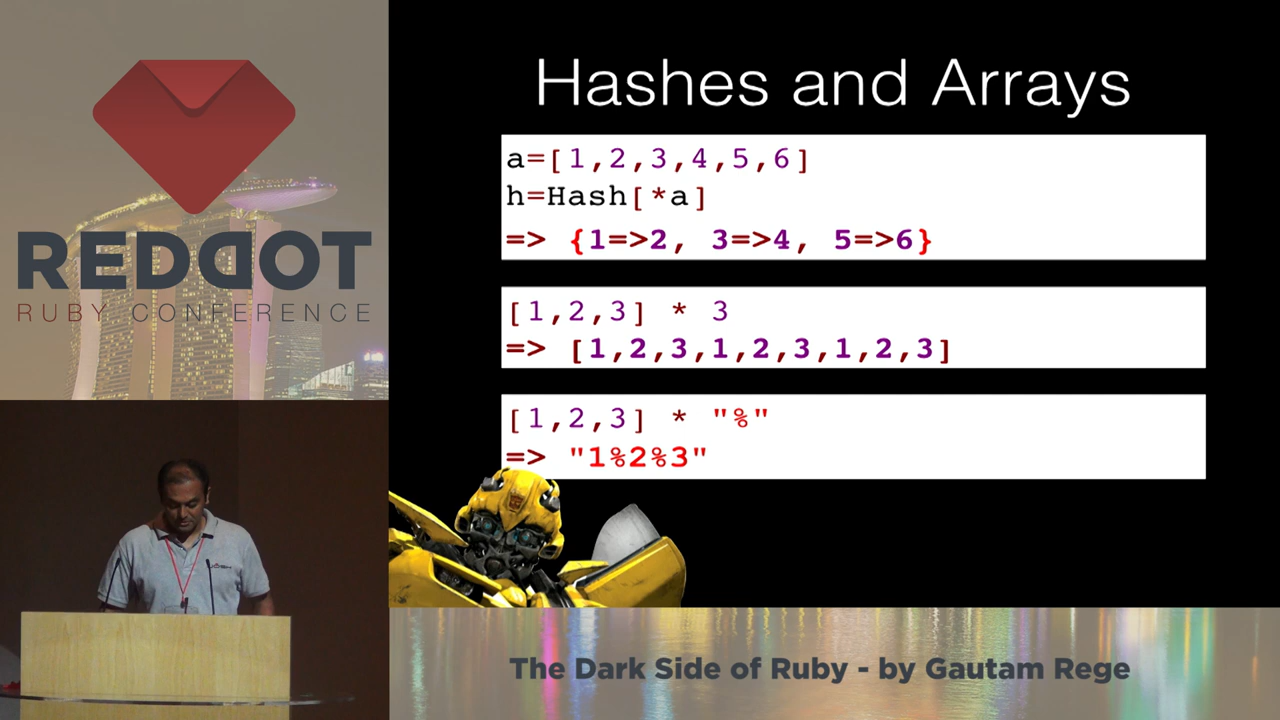 REDDOT
RUBY CONFERENCE
Hashes and Arrays
a=[1,2,3,4,5,6]
h=Hash[*a]
=> {1=>2, 3=>4, 5=>6}
[1,2,3] * 3
=> [1,2,3,1,2,3,1,2,3]
[1,2,3] * "%"
=> "1%2%3"
The Dark Side of Ruby - by Gautam Rege